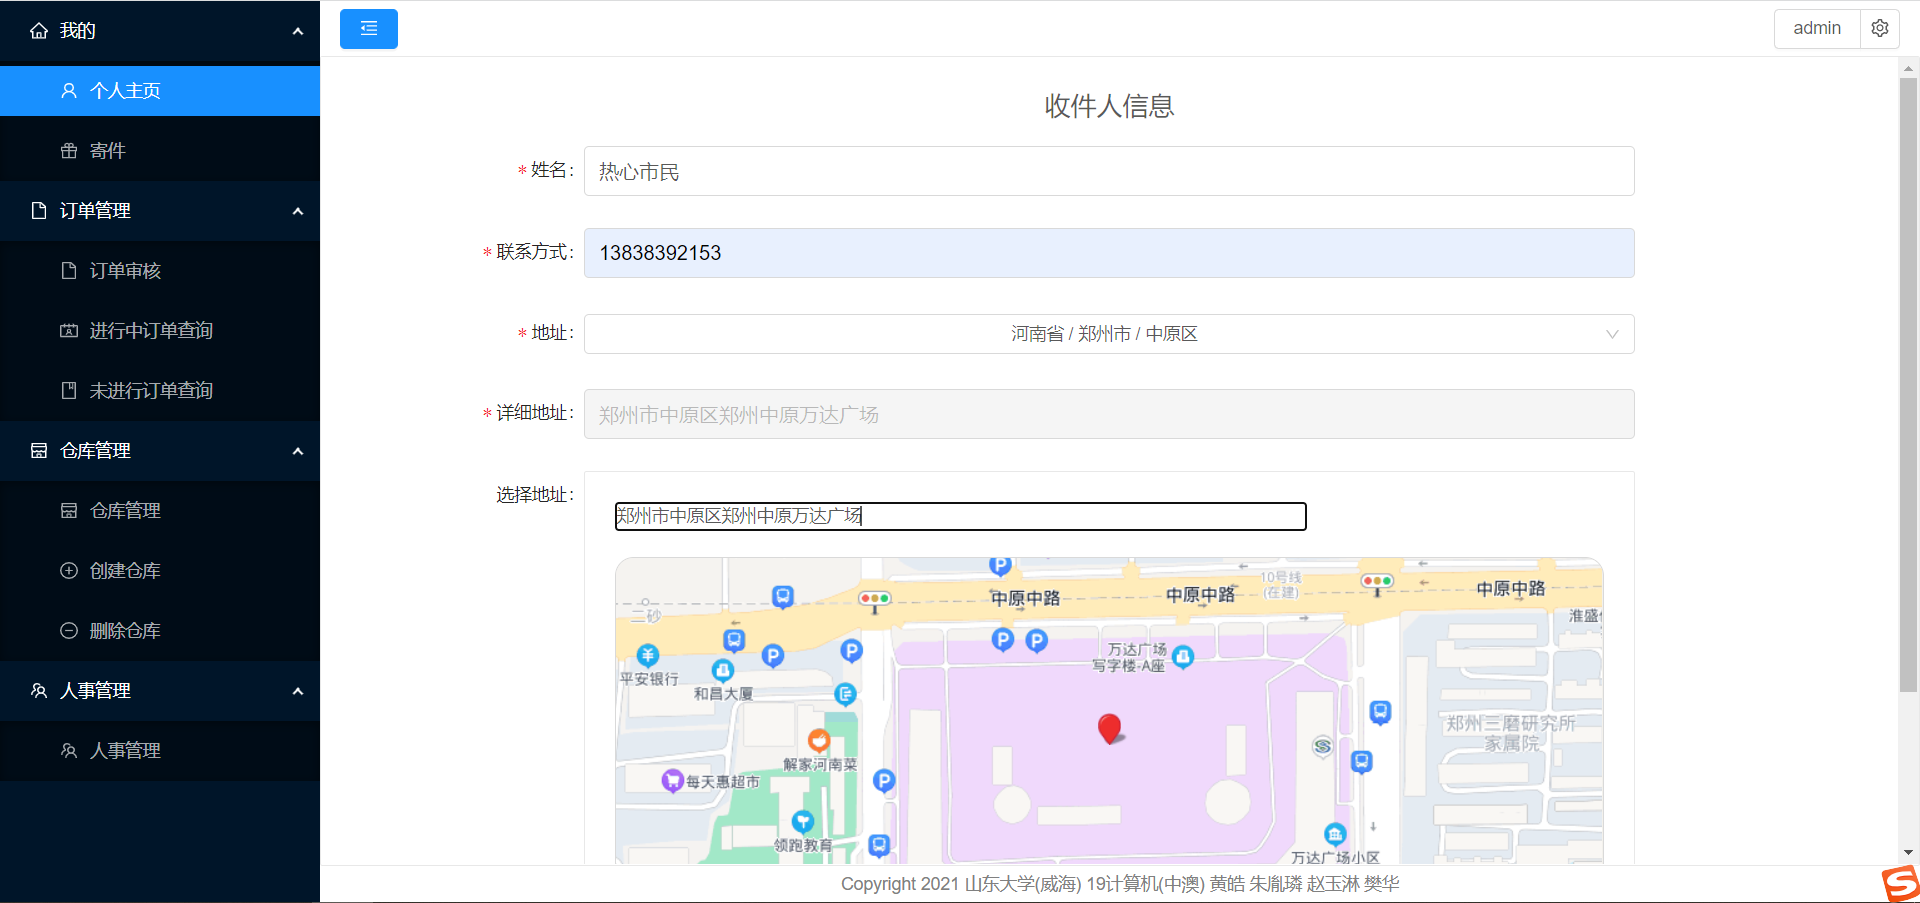 我的
个人主页
寄件
订单管理
订单审核
进行中订单查询
未进行订单查询
仓库管理
仓库管理
创建仓库
删除仓库
人事管理
人事管理
admin
收件人信息
* 姓名: 热心市民
* 联系方式: 13838392153
* 地址: 河南省 / 郑州市 / 中原区
* 详细地址: 郑州市中原区郑州中原万达广场
选择地址:
郑州市中原区郑州中原万达广场
10号线
(在建)
中原中路
中原中路
中原中路
二砂
淮盛
万达广场
写字楼-A座
平安银行
和昌大厦
郑州三磨研究所
家属院
解家河南菜
每天惠超市
领跑教育
万达广场小区
Copyright 2021 山东大学(威海) 19计算机(中澳) 黄皓 朱胤璘 赵玉淋 樊华